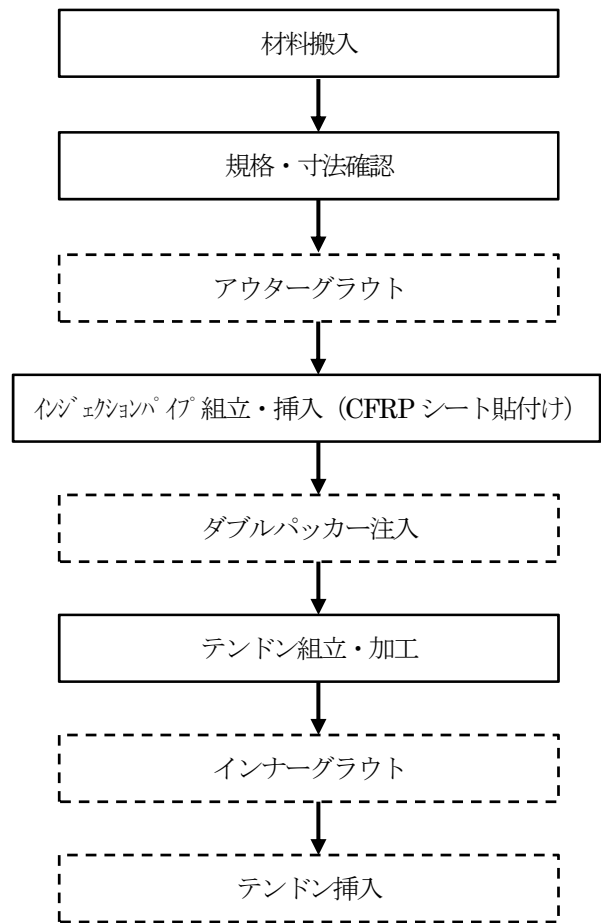 材料搬入
規格・寸法確認
アウターグラウト
ｲﾝｼﾞｪｸｼｮﾝﾊﾟｲﾌﾟ組立・挿入（CFRPシート貼付け）
ダブルパッカー注入
テンドン組立・加工
インナーグラウト
テンドン挿入